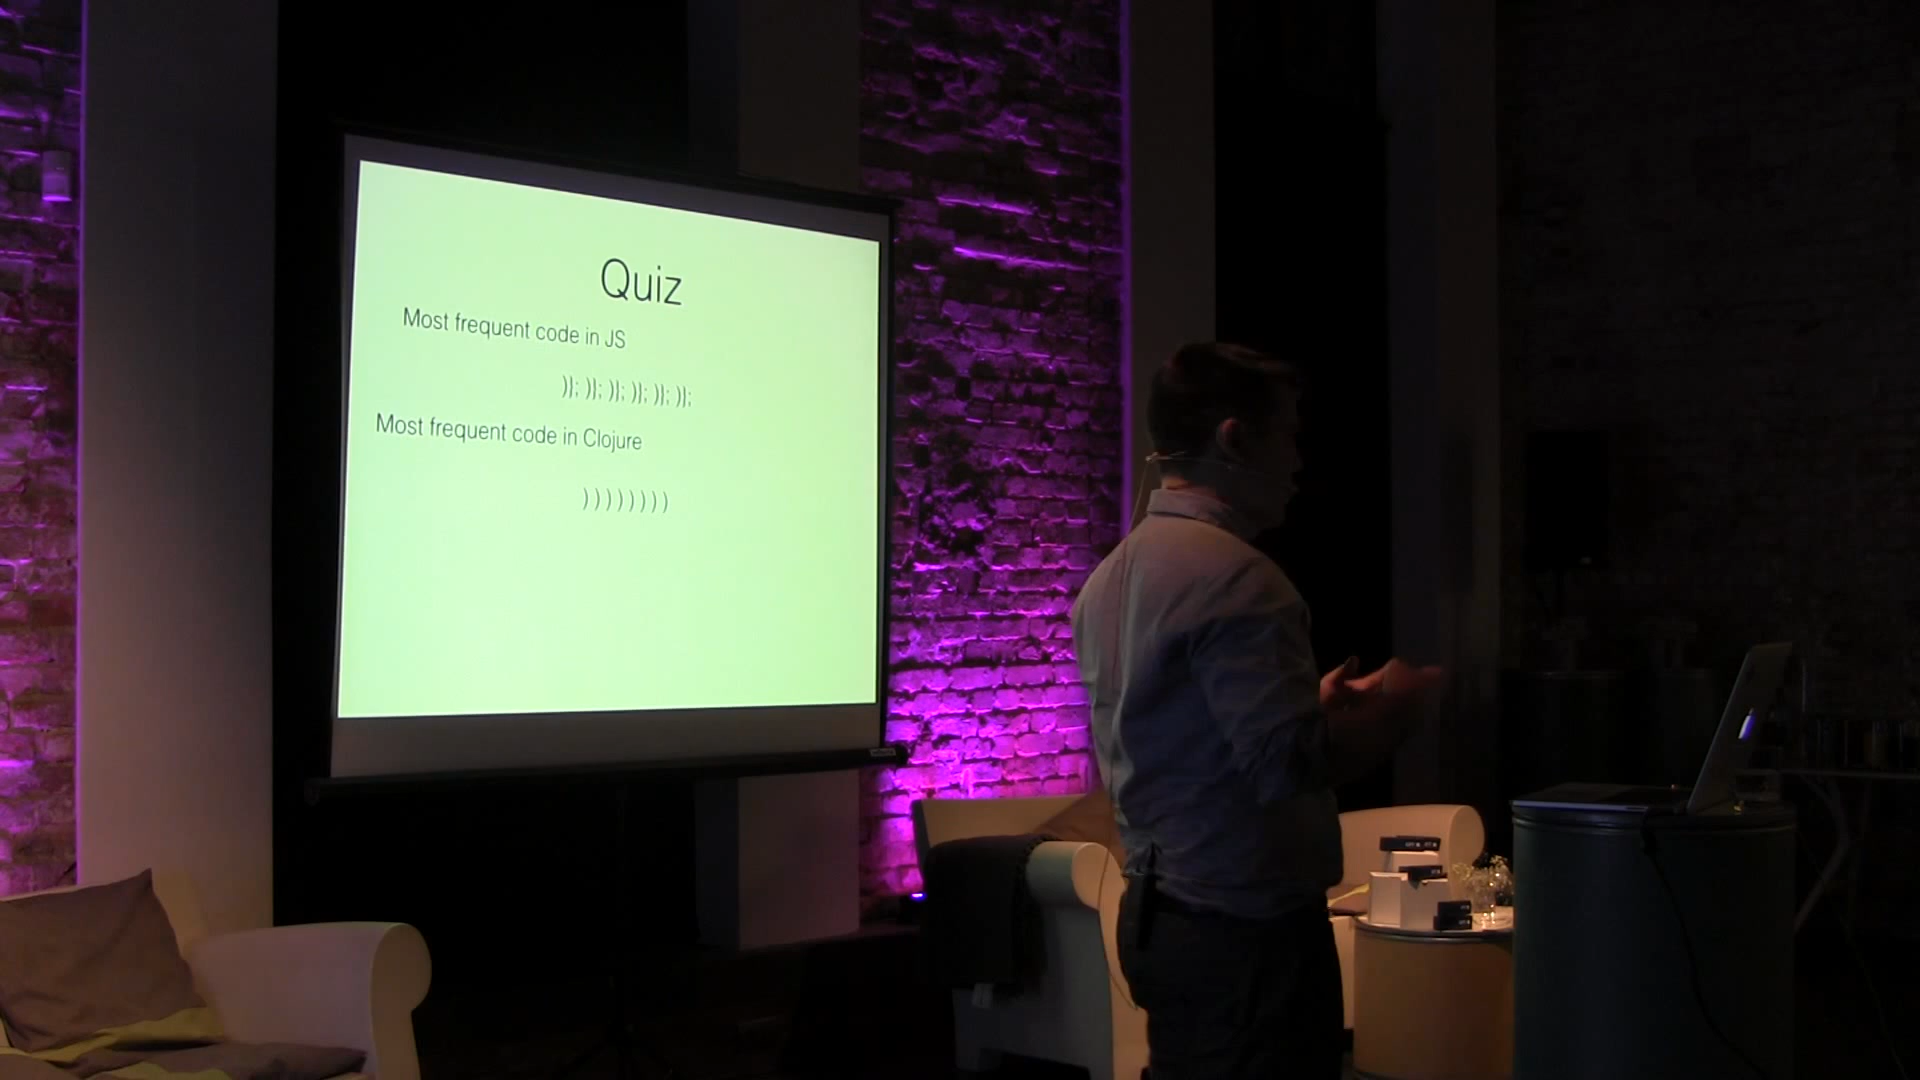 Quiz
Most frequent code in JS
)}; )}; )}; )}; )}; )};
Most frequent code in Clojure
) ) ) ) ) ) ) )